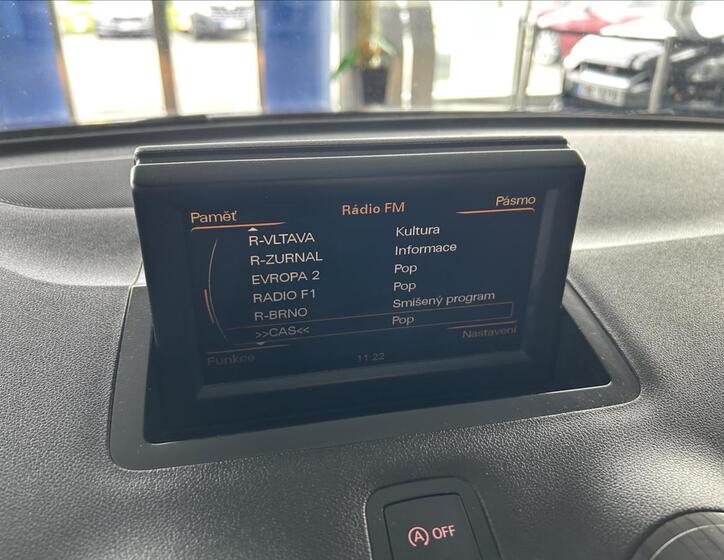 Paměť Rádio FM Pásmo
R-VLTAVA Kultura
R-ZURNAL Informace
EVROPA 2 Pop
RADIO F1 Pop
R-BRNO Smíšený program
>>CAS<< Pop
Funkce 11:22 Nastavení
A OFF